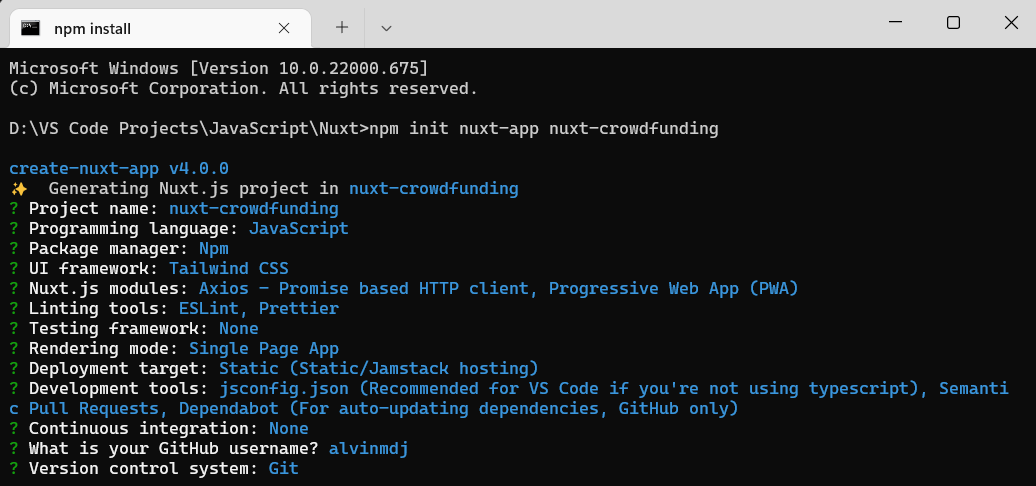 npm install
Microsoft Windows [Version 10.0.22000.675]
(c) Microsoft Corporation. All rights reserved.
D:\VS Code Projects\JavaScript\Nuxt>npm init nuxt-app nuxt-crowdfunding
create-nuxt-app v4.0.0
✨ Generating Nuxt.js project in nuxt-crowdfunding
? Project name: nuxt-crowdfunding
? Programming language: JavaScript
? Package manager: Npm
? UI framework: Tailwind CSS
? Nuxt.js modules: Axios - Promise based HTTP client, Progressive Web App (PWA)
? Linting tools: ESLint, Prettier
? Testing framework: None
? Rendering mode: Single Page App
? Deployment target: Static (Static/Jamstack hosting)
? Development tools: jsconfig.json (Recommended for VS Code if you're not using typescript), Semanti
c Pull Requests, Dependabot (For auto-updating dependencies, GitHub only)
? Continuous integration: None
? What is your GitHub username? alvinmdj
? Version control system: Git